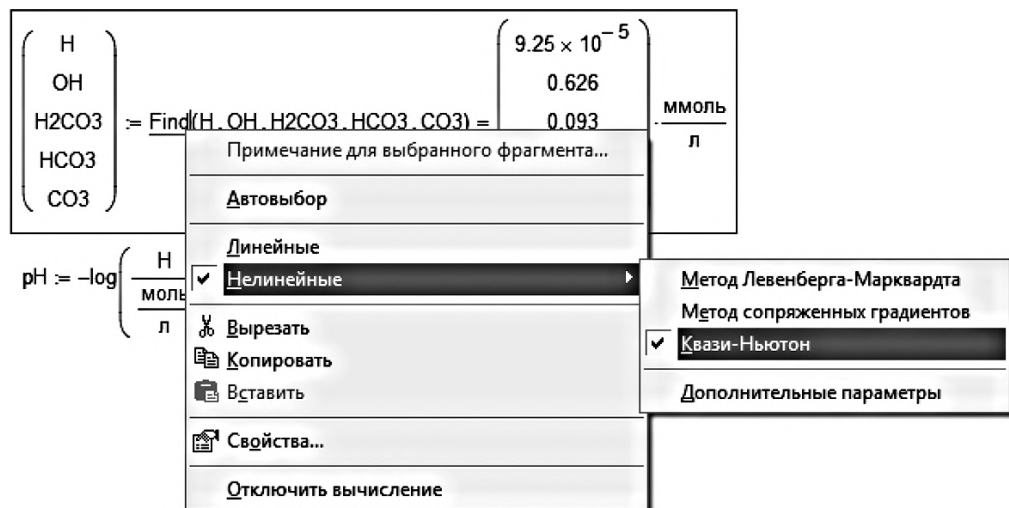 H
OH
H2CO3
HCO3
CO3
:= Find(H, OH, H2CO3, HCO3, CO3) =
9.25 × 10⁻⁵
0.626
0.093
· ммоль
л
Примечание для выбранного фрагмента...
Автовыбор
Линейные
Нелинейные
Вырезать
Копировать
Вставить
Свойства...
Отключить вычисление
Метод Левенберга-Марквардта
Метод сопряженных градиентов
Квази-Ньютон
Дополнительные параметры
pH := -log
H
моль
л